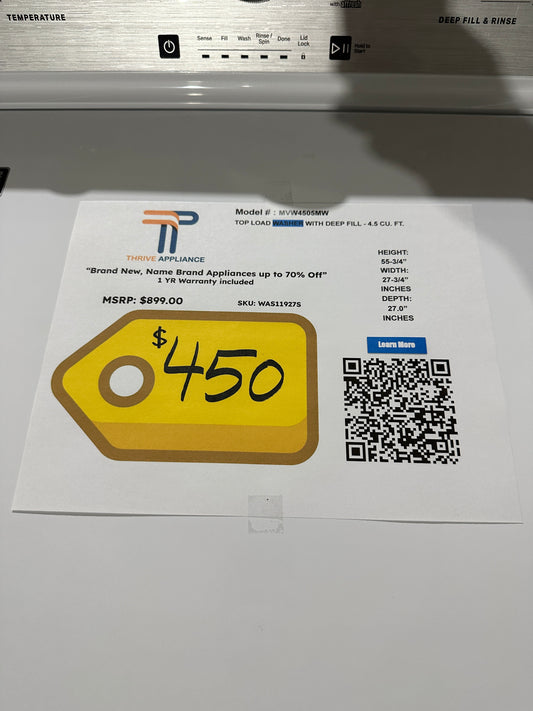 with affresh
TEMPERATURE
DEEP FILL & RINSE
Sense Fill Wash Rinse / Spin Done Lid Lock
Hold to Start
Model # : MVW4505MW
TOP LOAD WASHER WITH DEEP FILL - 4.5 CU. FT.
THRIVE APPLIANCE
“Brand New, Name Brand Appliances up to 70% Off”
1 YR Warranty included
MSRP: $899.00
SKU: WAS11927S
HEIGHT:
55-3/4”
WIDTH:
27-3/4”
INCHES
DEPTH:
27.0”
INCHES
Learn More
$450